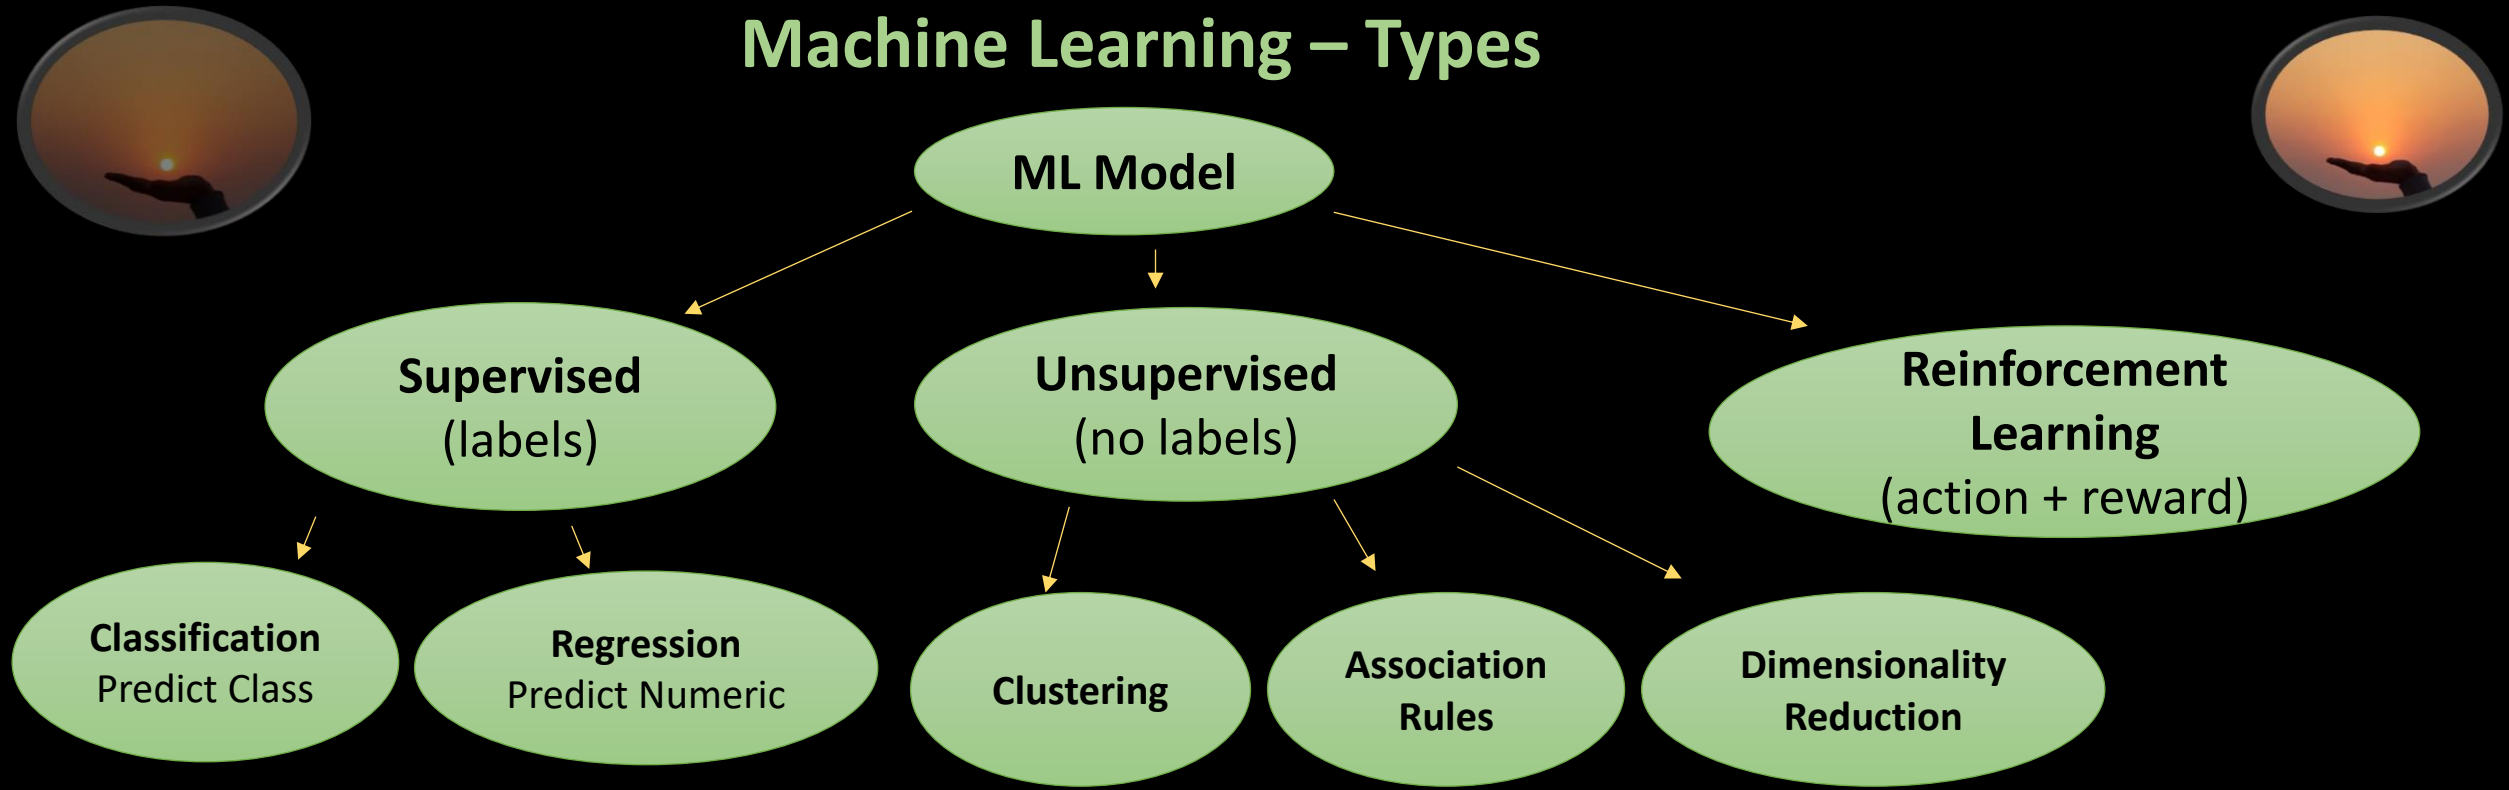 Machine Learning – Types
ML Model
Supervised
(labels)
Unsupervised
(no labels)
Reinforcement
Learning
(action + reward)
Classification
Predict Class
Regression
Predict Numeric
Clustering
Association
Rules
Dimensionality
Reduction